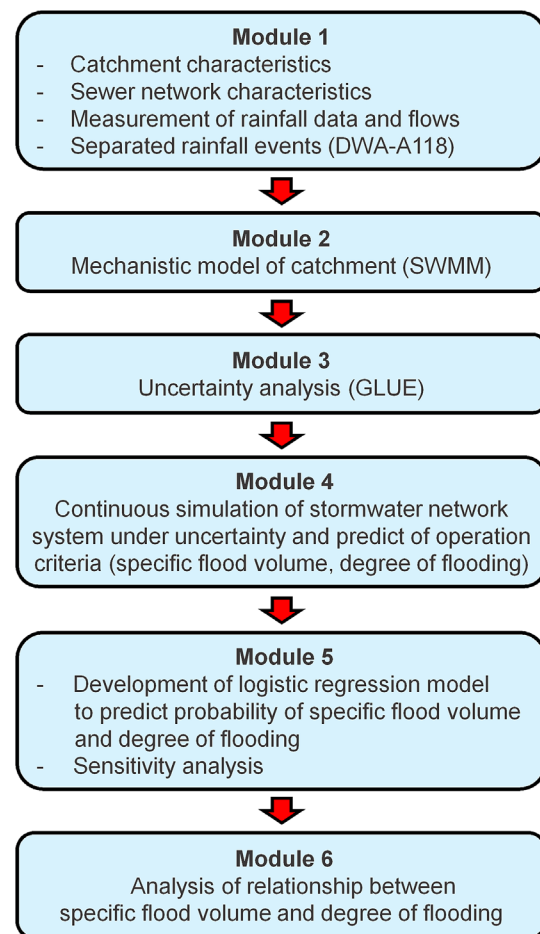 Module 1
- Catchment characteristics
- Sewer network characteristics
- Measurement of rainfall data and flows
- Separated rainfall events (DWA-A118)
Module 2
Mechanistic model of catchment (SWMM)
Module 3
Uncertainty analysis (GLUE)
Module 4
Continuous simulation of stormwater network
system under uncertainty and predict of operation
criteria (specific flood volume, degree of flooding)
Module 5
- Development of logistic regression model
to predict probability of specific flood volume
and degree of flooding
- Sensitivity analysis
Module 6
Analysis of relationship between
specific flood volume and degree of flooding